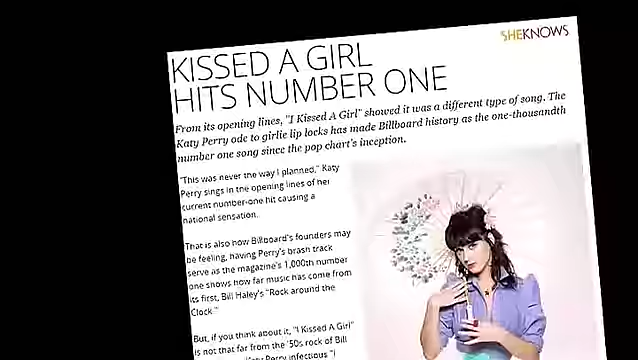 SHEKNOWS
KISSED A GIRL
HITS NUMBER ONE
From its opening lines, "I Kissed A Girl" showed it was a different type of song. The
Katy Perry ode to girlie lip locks has made Billboard history as the one-thousandth
number one song since the pop chart's inception.
"This was never the way I planned," Katy
Perry sings in the opening lines of her
current number-one hit causing a
national sensation.
That is also how Billboard's founders may
be feeling, having Perry's brash track
serve as the magazine's 1,000th number
one shows how far music has come from
its first, Bill Haley's "Rock around the
Clock."
But, if you think about it, "I Kissed A Girl"
is not that far from the '50s rock of Bill
Katy Perry infectious "I